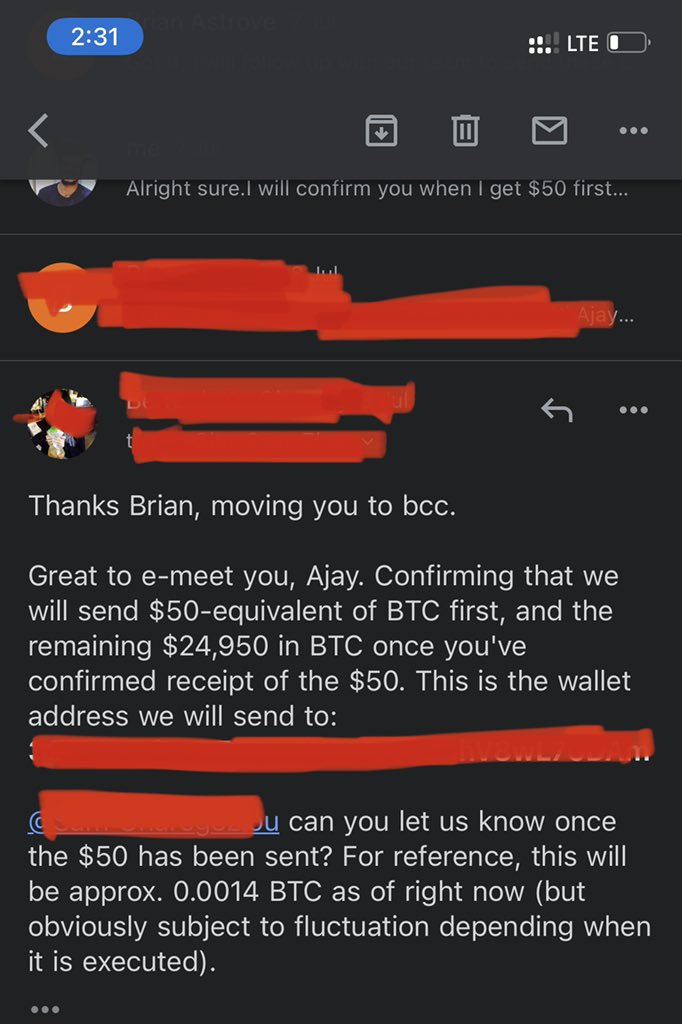 2:31
LTE
Alright sure.I will confirm you when I get $50 first...
Ajay...
Thanks Brian, moving you to bcc.
Great to e-meet you, Ajay. Confirming that we
will send $50-equivalent of BTC first, and the
remaining $24,950 in BTC once you've
confirmed receipt of the $50. This is the wallet
address we will send to:
can you let us know once
the $50 has been sent? For reference, this will
be approx. 0.0014 BTC as of right now (but
obviously subject to fluctuation depending when
it is executed).